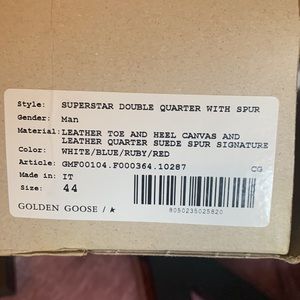 Style: SUPERSTAR DOUBLE QUARTER WITH SPUR
Gender: Man
Material: LEATHER TOE AND HEEL CANVAS AND
LEATHER QUARTER SUEDE SPUR SIGNATURE
Color: WHITE/BLUE/RUBY/RED
Article: GMF00104.F000364.10287
CG
Made in: IT
Size: 44
GOLDEN GOOSE / ★
8050235025820